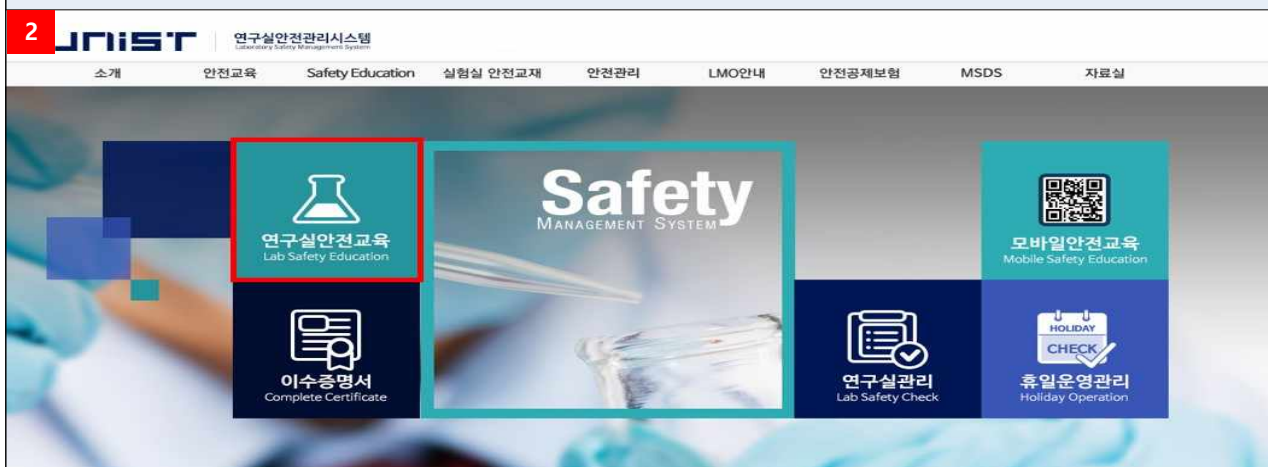 2
UNIST 연구실안전관리시스템
Laboratory Safety Management System
소개 안전교육 Safety Education 실험실 안전교재 안전관리 LMO안내 안전공제보험 MSDS 자료실
Safety
MANAGEMENT SYSTEM
연구실안전교육
Lab Safety Education
모바일안전교육
Mobile Safety Education
이수증명서
Complete Certificate
연구실관리
Lab Safety Check
HOLIDAY
CHECK
휴일운영관리
Holiday Operation